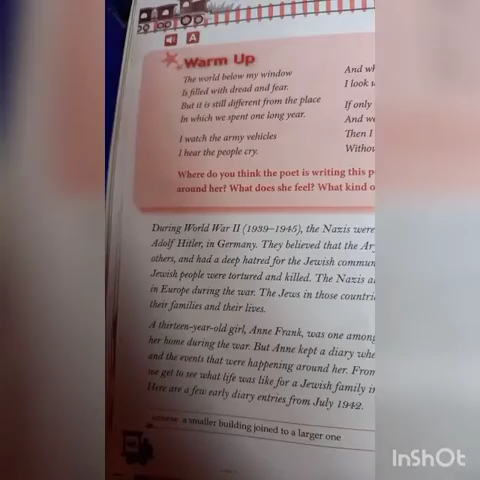 A
Warm Up
The world below my window
Is filled with dread and fear.
But it is still different from the place
In which we spent one long year.
I watch the army vehicles
I hear the people cry.
And
I look
If only
And
Then I
Where do you think the poet is writing this
around her? What does she feel? What kind
During World War II (1939–1945), the Nazis were
Adolf Hitler, in Germany. They believed that the
others, and had a deep hatred for the Jewish
Jewish people were tortured and killed. The Nazis
in Europe during the war. The Jews in those
their families and their lives.
A thirteen-year-old girl, Anne Frank, was one among
her home during the war. But Anne kept a diary
and the events that were happening around her. From
we get to see what life was like for a Jewish family
Here are a few early diary entries from July 1942.
annexe a smaller building joined to a larger one
InShOt